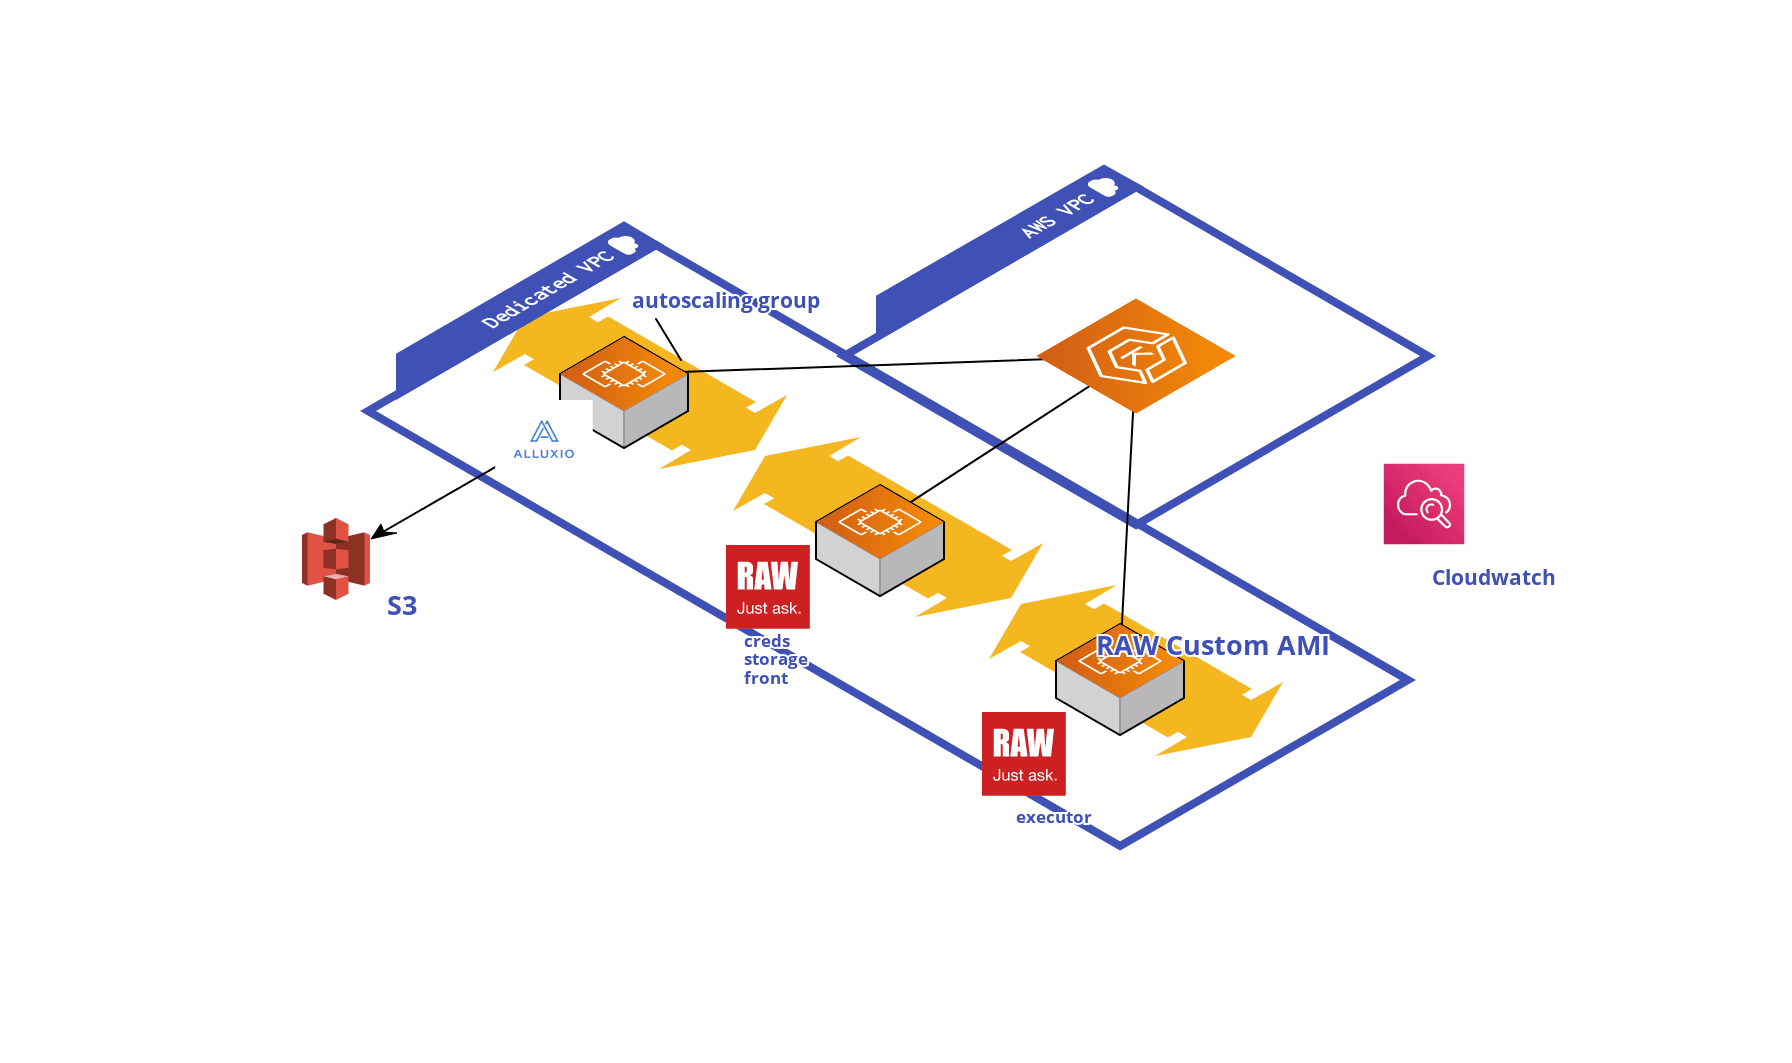 AWS VPC
Dedicated VPC
autoscaling group
K
ALLUXIO
S3
Cloudwatch
RAW
Just ask.
creds
storage
front
RAW Custom AMI
RAW
Just ask.
executor